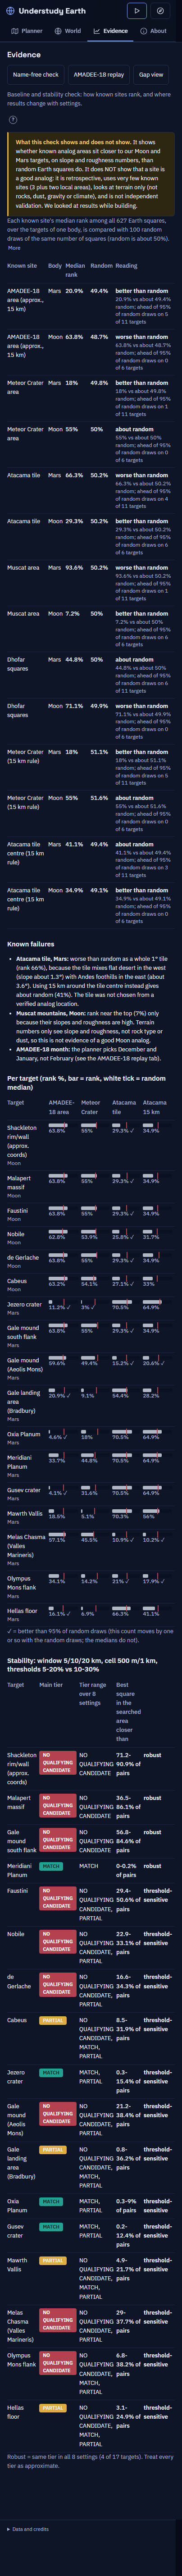 Understudy Earth
Planner
World
Evidence
About
Evidence
Name-free check
AMADEE-18 replay
Gap view
Baseline and stability check: how known sites rank, and where
results change with settings.
?
What this check shows and does not show. It shows
whether known analog areas sit closer to our Moon and
Mars targets, on slope and roughness numbers, than
random Earth squares do. It does NOT show that a site is
a good analog: it is retrospective, uses very few known
sites (3 plus two local areas), looks at terrain only (not
rocks, dust, gravity or climate), and is not independent
validation. We looked at results while building.
Each known site's median rank among all 627 Earth squares,
over the targets of one body, is compared with 100 random
draws of the same number of squares (random is about 50%).
More
Known site
Body
Median
rank
Random
Reading
AMADEE-18
area (approx.,
15 km)
Mars
20.9%
49.4%
better than random
20.9% vs 49.4%
random; ahead of 95%
of random draws on 5
of 11 targets
AMADEE-18
area (approx.,
15 km)
Moon
63.8%
48.7%
worse than random
63.8% vs 48.7%
random; ahead of 95%
of random draws on 0
of 6 targets
Meteor Crater
area
Mars
18%
49.8%
better than random
18% vs 49.8%
random; ahead of 95%
of random draws on 1
of 11 targets
Meteor Crater
area
Moon
55%
50%
about random
55% vs 50%
random; ahead of 95%
of random draws on 0
of 6 targets
Atacama tile
Mars
66.3%
50.2%
worse than random
66.3% vs 50.2%
random; ahead of 95%
of random draws on 4
of 11 targets
Atacama tile
Moon
29.3%
50.2%
better than random
29.3% vs 50.2%
random; ahead of 95%
of random draws on 6
of 6 targets
Muscat area
Mars
93.6%
50.2%
worse than random
93.6% vs 50.2%
random; ahead of 95%
of random draws on 1
of 11 targets
Muscat area
Moon
7.2%
50%
better than random
7.2% vs 50%
random; ahead of 95%
of random draws on 6
of 6 targets
Dhofar
squares
Mars
44.8%
50%
about random
44.8% vs 50%
random; ahead of 95%
of random draws on 6
of 11 targets
Dhofar
squares
Moon
71.1%
49.9%
worse than random
71.1% vs 49.9%
random; ahead of 95%
of random draws on 0
of 6 targets
Meteor Crater
(15 km rule)
Mars
18%
51.1%
better than random
18% vs 51.1%
random; ahead of 95%
of random draws on 5
of 11 targets
Meteor Crater
(15 km rule)
Moon
55%
51.6%
about random
55% vs 51.6%
random; ahead of 95%
of random draws on 0
of 6 targets
Atacama tile
centre (15 km
rule)
Mars
41.1%
49.4%
about random
41.1% vs 49.4%
random; ahead of 95%
of random draws on 3
of 11 targets
Atacama tile
centre (15 km
rule)
Moon
34.9%
49.1%
better than random
34.9% vs 49.1%
random; ahead of 95%
of random draws on 0
of 6 targets
Known failures
Atacama tile, Mars: worse than random as a whole 1° tile
(rank 66%), because the tile mixes flat desert in the west
(slope about 1.3°) with Andes foothills in the east (about
3.6°). Using 15 km around the tile centre instead gives
about random (41%). The tile was not chosen from a
verified analog location.
Muscat mountains, Moon: rank near the top (7%) only
because steep, rough highlands are near highlands. Terrain
numbers only see slope and roughness, not rock type or
dust, so this is not evidence of a good Moon analog.
AMADEE-18 month: the planner picks December and
January, not February (see the AMADEE-18 replay tab).
Per target (rank %, bar = rank, white tick = random
median)
Target
AMADEE-
18 area
Meteor
Crater
Atacama
tile
Atacama
15 km
Shackleton
rim/wall
(approx.
coords)
Moon
63.8%
55%
29.3% ✓
34.9%
Malapert
massif
Moon
63.8%
55%
29.3% ✓
34.9%
Faustini
Moon
63.8%
55%
29.3% ✓
34.9%
Nobile
Moon
62.8%
53.9%
25.8% ✓
31.7%
de Gerlache
Moon
63.8%
55%
29.3% ✓
34.9%
Cabeus
Moon
63.2%
54.1%
27.1% ✓
33%
Jezero crater
Mars
11.2% ✓
3% ✓
70.5%
64.9%
Gale mound
south flank
Mars
63.8%
55%
29.3% ✓
34.9%
Gale mound
(Aeolis Mons)
Mars
59.6%
49.4%
15.2% ✓
20.6% ✓
Gale landing
area
(Bradbury)
Mars
20.9% ✓
9.1%
54.4%
28.2%
Oxia Planum
Mars
4.6% ✓
18%
70.5%
64.9%
Meridiani
Planum
Mars
33.7%
44.8%
70.5%
64.9%
Gusev crater
Mars
4.1% ✓
31.6%
70.5%
64.9%
Mawrth Vallis
Mars
18.5%
5.1%
70.3%
56%
Melas Chasma
(Valles
Marineris)
Mars
57.1%
45.5%
10.9% ✓
10.2% ✓
Olympus
Mons flank
Mars
34.1%
14.2%
21% ✓
17.9% ✓
Hellas floor
Mars
16.1% ✓
6.9%
66.3%
41.1%
✓ = better than 95% of random draws (this count moves by one
or so with the random draws; the medians do not).
Stability: window 5/10/20 km, cell 500 m/1 km,
thresholds 5-20% vs 10-30%
Target
Main tier
Tier range
over 8
settings
Best
square
in the
searched
area
closer
than
Shackleton
rim/wall
(approx.
coords)
NO
QUALIFYING
CANDIDATE
NO
QUALIFYING
CANDIDATE
71.2-
90.9% of
pairs
robust
Malapert
massif
NO
QUALIFYING
CANDIDATE
NO
QUALIFYING
CANDIDATE
36.5-
86.1% of
pairs
robust
Gale
mound
south flank
NO
QUALIFYING
CANDIDATE
NO
QUALIFYING
CANDIDATE
56.8-
84.6% of
pairs
robust
Meridiani
Planum
MATCH
MATCH
0-0.2%
of pairs
robust
Faustini
NO
QUALIFYING
CANDIDATE
NO
QUALIFYING
CANDIDATE,
PARTIAL
29.4-
50.6% of
pairs
threshold-
sensitive
Nobile
NO
QUALIFYING
CANDIDATE
NO
QUALIFYING
CANDIDATE,
PARTIAL
22.9-
33.1% of
pairs
threshold-
sensitive
de
Gerlache
NO
QUALIFYING
CANDIDATE
NO
QUALIFYING
CANDIDATE,
PARTIAL
16.6-
34.3% of
pairs
threshold-
sensitive
Cabeus
PARTIAL
NO
QUALIFYING
CANDIDATE,
MATCH,
PARTIAL
8.5-
31.9% of
pairs
threshold-
sensitive
Jezero
crater
MATCH
MATCH,
PARTIAL
0.3-
15.4% of
pairs
threshold-
sensitive
Gale
mound
(Aeolis
Mons)
NO
QUALIFYING
CANDIDATE
NO
QUALIFYING
CANDIDATE,
PARTIAL
21.2-
38.4% of
pairs
threshold-
sensitive
Gale
landing
area
(Bradbury)
PARTIAL
NO
QUALIFYING
CANDIDATE,
MATCH,
PARTIAL
0.8-
36.2% of
pairs
threshold-
sensitive
Oxia
Planum
MATCH
MATCH,
PARTIAL
0.3-9%
of pairs
threshold-
sensitive
Gusev
crater
MATCH
MATCH,
PARTIAL
0.2-
12.4% of
pairs
threshold-
sensitive
Mawrth
Vallis
PARTIAL
NO
QUALIFYING
CANDIDATE,
MATCH,
PARTIAL
4.9-
21.7% of
pairs
threshold-
sensitive
Melas
Chasma
(Valles
Marineris)
NO
QUALIFYING
CANDIDATE
NO
QUALIFYING
CANDIDATE,
PARTIAL
29-
37.7% of
pairs
threshold-
sensitive
Olympus
Mons flank
NO
QUALIFYING
CANDIDATE
NO
QUALIFYING
CANDIDATE,
MATCH,
PARTIAL
6.8-
38.2% of
pairs
threshold-
sensitive
Hellas
floor
PARTIAL
NO
QUALIFYING
CANDIDATE,
MATCH,
PARTIAL
3.1-
24.9% of
pairs
threshold-
sensitive
Robust = same tier in all 8 settings (4 of 17 targets). Treat every
tier as approximate.
Data and credits